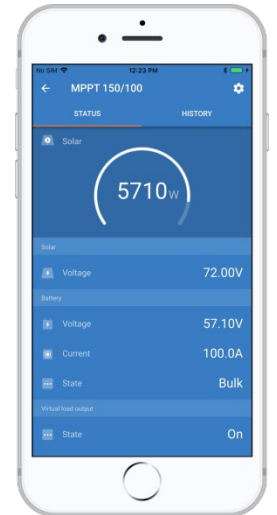 No SIM 12:23 PM
MPPT 150/100
STATUS HISTORY
Solar
5710W
Solar
Voltage 72.00V
Battery
Voltage 57.10V
Current 100.0A
State Bulk
Virtual load output
State On